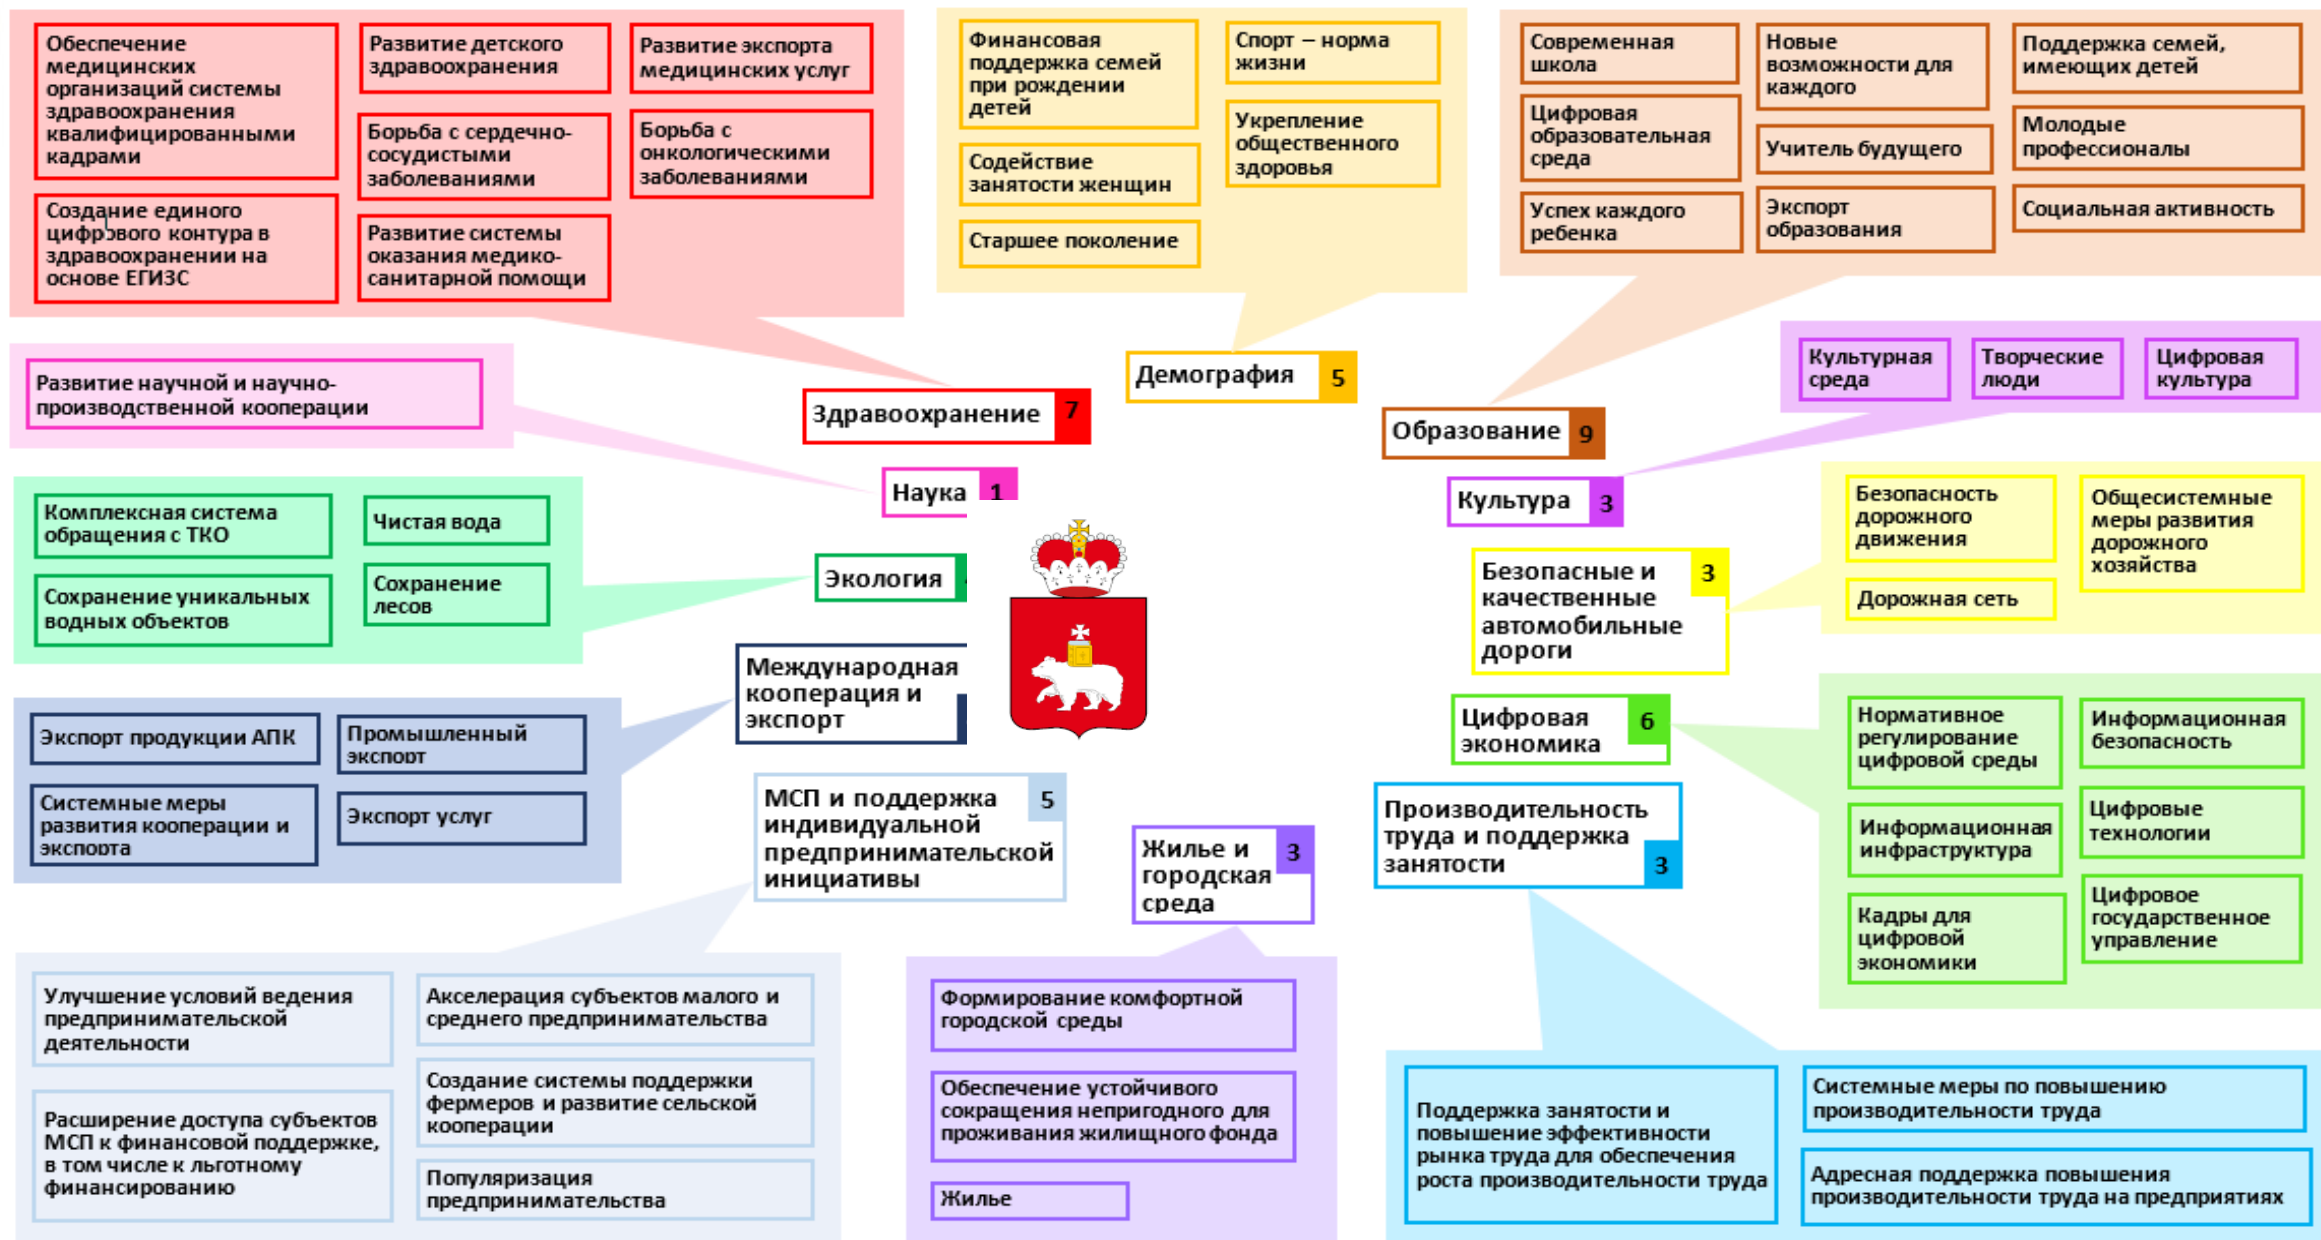 Обеспечение
медицинских
организаций системы
здравоохранения
квалифицированными
кадрами
Создание единого
цифрового контура в
здравоохранении на
основе ЕГИЗС
Развитие детского
здравоохранения
Борьба с сердечно-
сосудистыми
заболеваниями
Развитие системы
оказания медико-
санитарной помощи
Развитие экспорта
медицинских услуг
Борьба с
онкологическими
заболеваниями
Финансовая
поддержка семей
при рождении
детей
Содействие
занятости женщин
Старшее поколение
Спорт – норма
жизни
Укрепление
общественного
здоровья
Современная
школа
Цифровая
образовательная
среда
Успех каждого
ребенка
Новые
возможности для
каждого
Учитель будущего
Экспорт
образования
Поддержка семей,
имеющих детей
Молодые
профессионалы
Социальная активность
Развитие научной и научно-
производственной кооперации
Здравоохранение 7
Демография 5
Образование 9
Культурная
среда
Творческие
люди
Цифровая
культура
Наука 1
Культура 3
Комплексная система
обращения с ТКО
Сохранение уникальных
водных объектов
Чистая вода
Сохранение
лесов
Экология
Безопасные и 3
качественные
автомобильные
дороги
Безопасность
дорожного
движения
Дорожная сеть
Общесистемные
меры развития
дорожного
хозяйства
Международная
кооперация и
экспорт
Экспорт продукции АПК
Системные меры
развития кооперации и
экспорта
Промышленный
экспорт
Экспорт услуг
Цифровая 6
экономика
Нормативное
регулирование
цифровой среды
Информационная
инфраструктура
Кадры для
цифровой
экономики
Информационная
безопасность
Цифровые
технологии
Цифровое
государственное
управление
МСП и поддержка 5
индивидуальной
предпринимательской
инициативы
Жилье и 3
городская
среда
Производительность
труда и поддержка
занятости 3
Улучшение условий ведения
предпринимательской
деятельности
Расширение доступа субъектов
МСП к финансовой поддержке,
в том числе к льготному
финансированию
Акселерация субъектов малого и
среднего предпринимательства
Создание системы поддержки
фермеров и развитие сельской
кооперации
Популяризация
предпринимательства
Формирование комфортной
городской среды
Обеспечение устойчивого
сокращения непригодного для
проживания жилищного фонда
Жилье
Поддержка занятости и
повышение эффективности
рынка труда для обеспечения
роста производительности труда
Системные меры по повышению
производительности труда
Адресная поддержка повышения
производительности труда на предприятиях